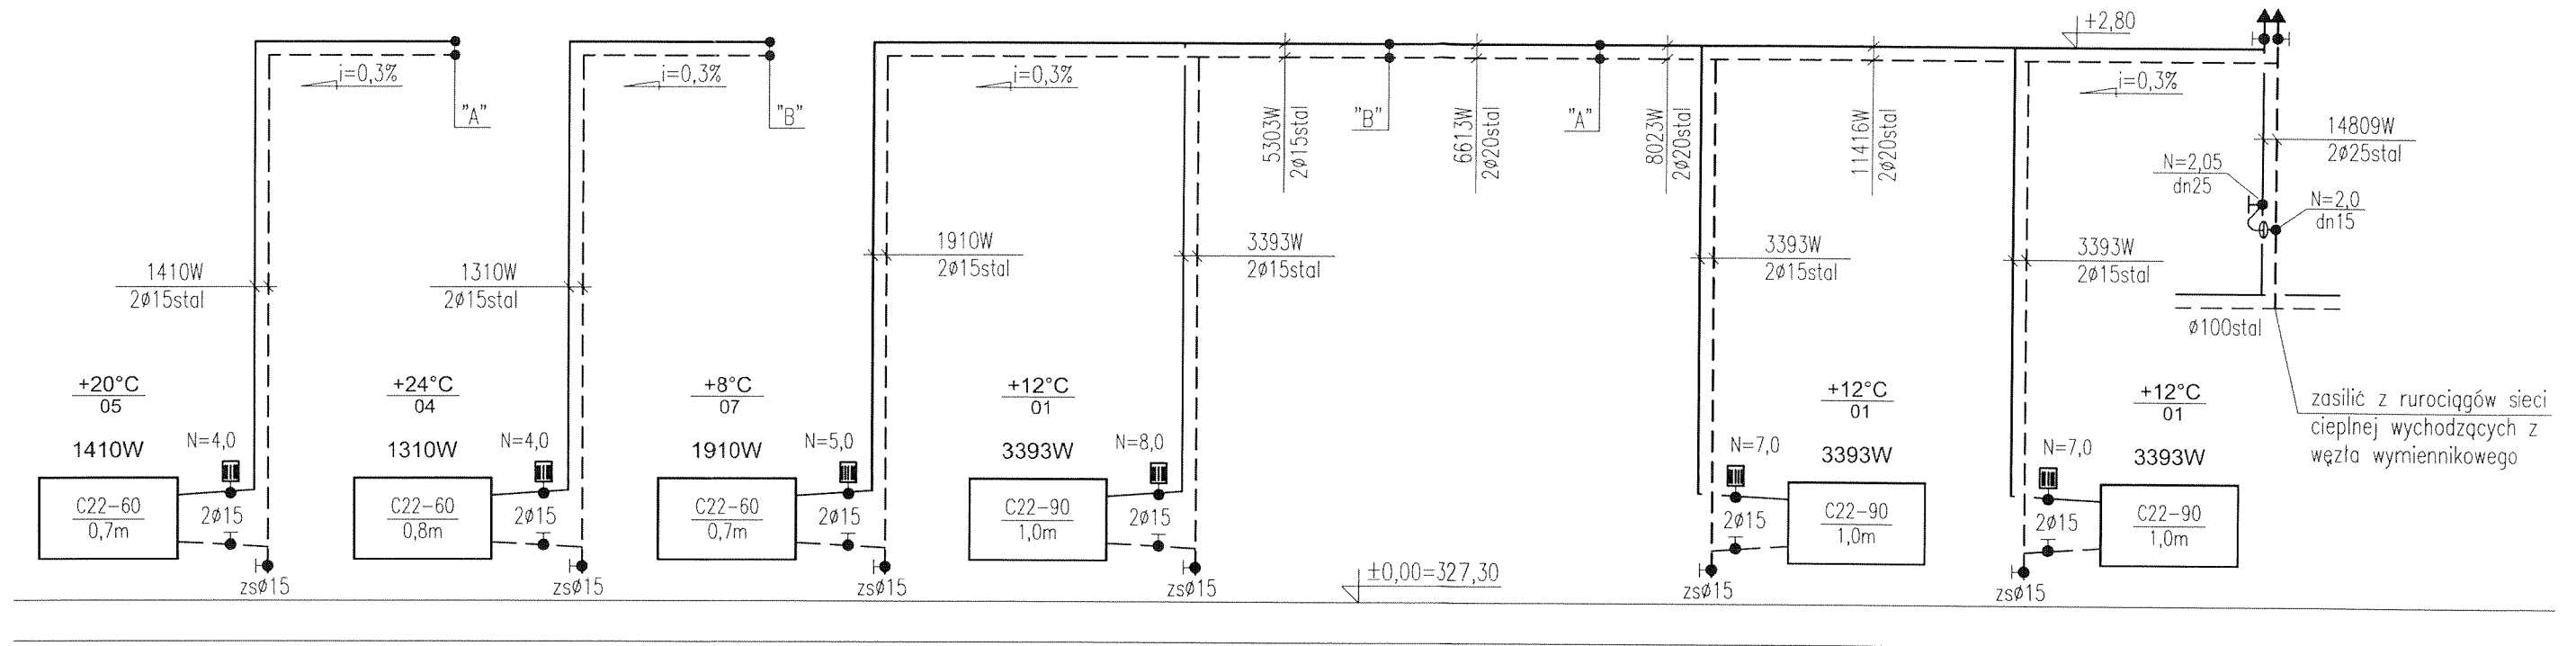 ±2,80
i=0,3%
i=0,3%
i=0,3%
i=0,3%
"A"
"B"
5303W
2ø15stal
"B"
6613W
2ø20stal
"A"
8023W
2ø20stal
11416W
2ø20stal
14809W
2ø25stal
N=2,05
dn25
N=2,0
dn15
1410W
2ø15stal
1310W
2ø15stal
1910W
2ø15stal
3393W
2ø15stal
3393W
2ø15stal
3393W
2ø15stal
ø100stal
zasilić z rurociągów sieci
cieplnej wychodzących z
węzła wymiennikowego
+20°C
05
1410W
N=4,0
C22-60
0,7m
2ø15
zsø15
+24°C
04
1310W
N=4,0
C22-60
0,8m
2ø15
zsø15
+8°C
07
1910W
N=5,0
C22-60
0,7m
2ø15
zsø15
+12°C
01
3393W
N=8,0
C22-90
1,0m
2ø15
zsø15
±0,00=327,30
+12°C
01
3393W
N=7,0
C22-90
1,0m
2ø15
zsø15
+12°C
01
3393W
N=7,0
C22-90
1,0m
2ø15
zsø15